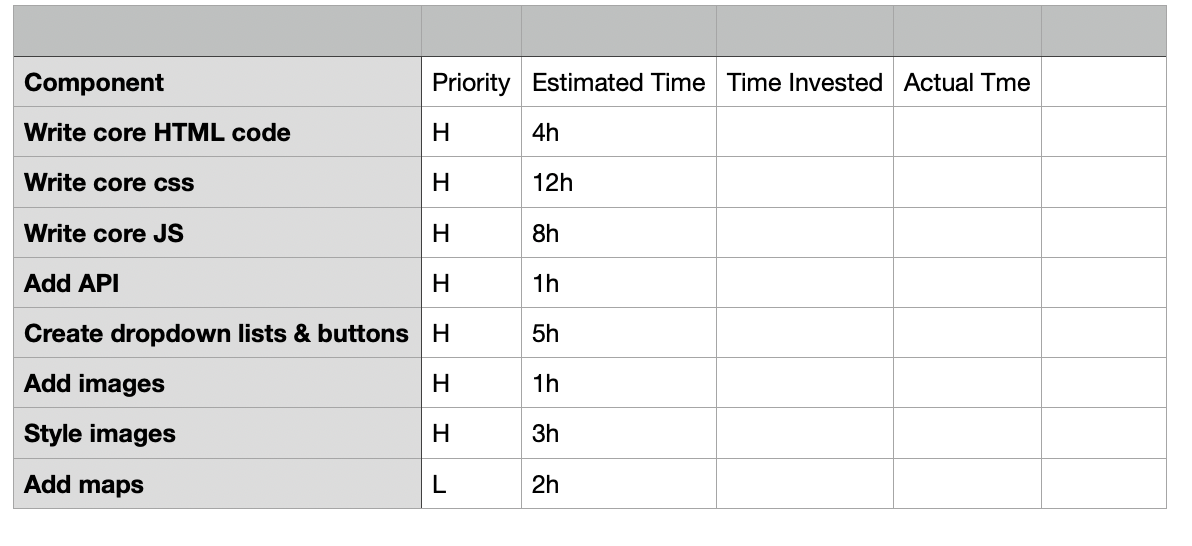 Component Priority Estimated Time Time Invested Actual Tme
Write core HTML code H 4h
Write core css H 12h
Write core JS H 8h
Add API H 1h
Create dropdown lists & buttons H 5h
Add images H 1h
Style images H 3h
Add maps L 2h